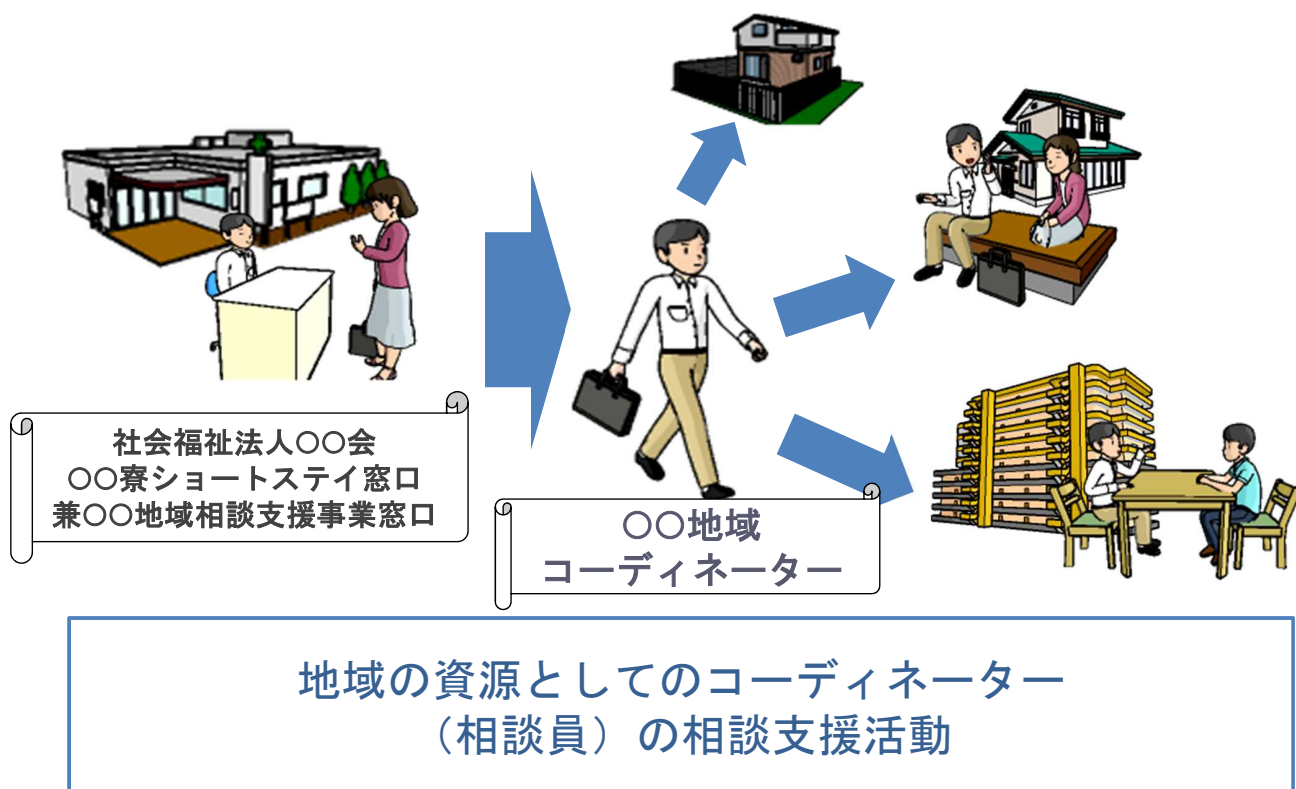 社会福祉法人〇〇会
〇〇寮ショートステイ窓口
兼〇〇地域相談支援事業窓口
〇〇地域
コーディネーター
地域の資源としてのコーディネーター
（相談員）の相談支援活動